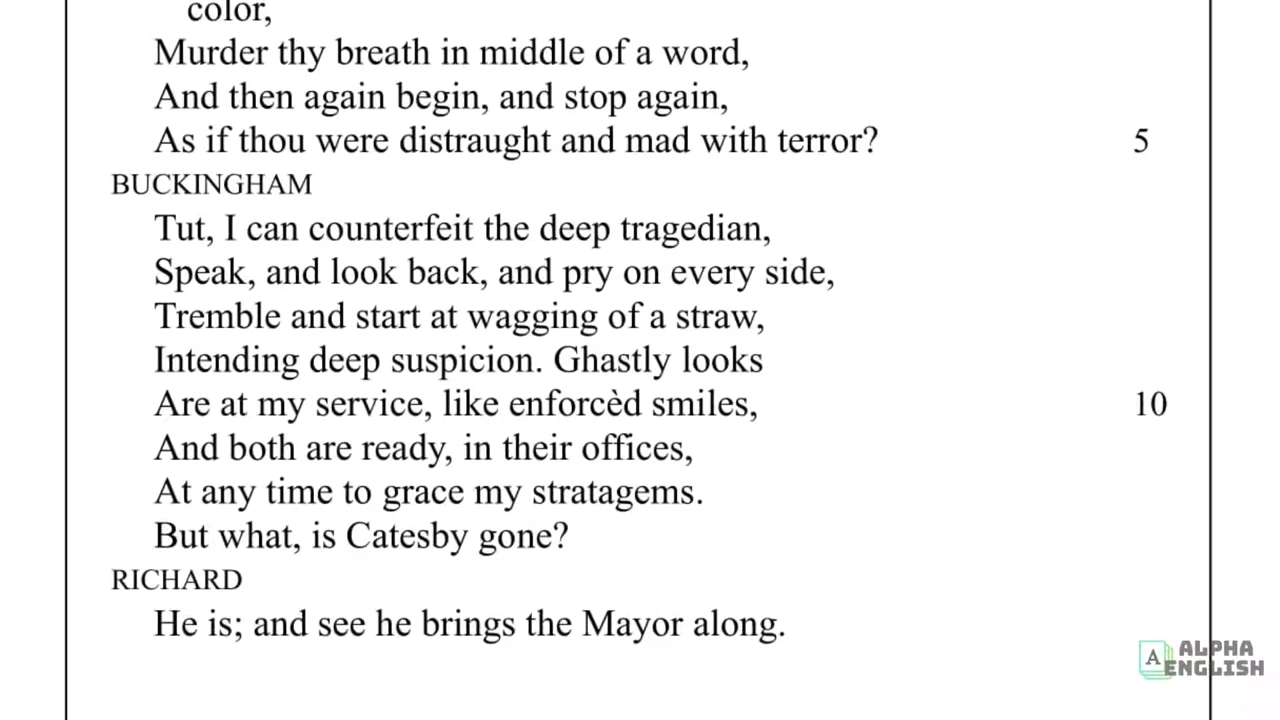 color,
Murder thy breath in middle of a word,
And then again begin, and stop again,
As if thou were distraught and mad with terror? 5
BUCKINGHAM
Tut, I can counterfeit the deep tragedian,
Speak, and look back, and pry on every side,
Tremble and start at wagging of a straw,
Intending deep suspicion. Ghastly looks
Are at my service, like enforcèd smiles, 10
And both are ready, in their offices,
At any time to grace my stratagems.
But what, is Catesby gone?
RICHARD
He is; and see he brings the Mayor along.
A ALPHA
ENGLISH